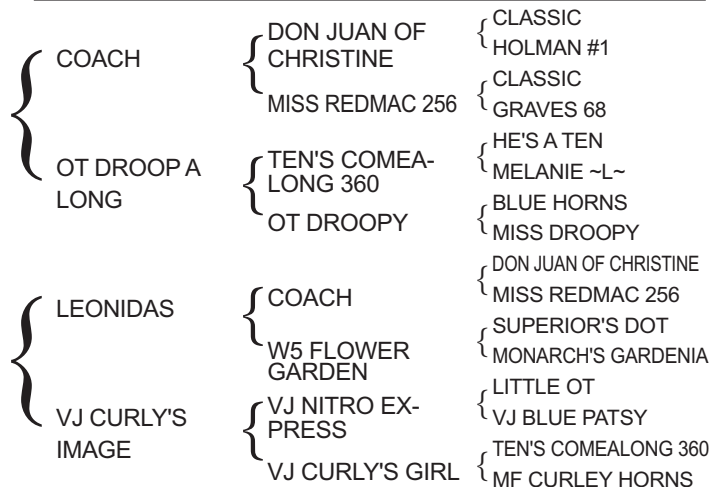 COACH
OT DROOP A
LONG
LEONIDAS
VJ CURLY'S
IMAGE
DON JUAN OF
CHRISTINE
MISS REDMAC 256
TEN'S COMEA-
LONG 360
OT DROOPY
COACH
W5 FLOWER
GARDEN
VJ NITRO EX-
PRESS
VJ CURLY'S GIRL
CLASSIC
HOLMAN #1
CLASSIC
GRAVES 68
HE'S A TEN
MELANIE ~L~
BLUE HORNS
MISS DROOPY
DON JUAN OF CHRISTINE
MISS REDMAC 256
SUPERIOR'S DOT
MONARCH'S GARDENIA
LITTLE OT
VJ BLUE PATSY
TEN'S COMEALONG 360
MF CURLEY HORNS